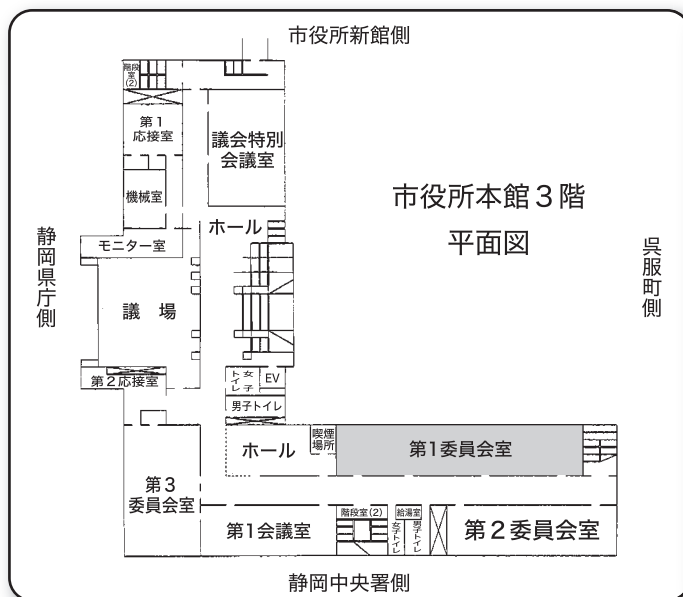 市役所新館側
階段
室
(2)
第1
応接室
議会特別
会議室
機械室
市役所本館3階
平面図
ホール
モニター室
静岡県庁側
呉服町側
議 場
第2応接室
女子
トイレ
EV
男子トイレ
ホール
喫煙
場所
第1委員会室
第3
委員会室
第1会議室
階段室(2)
給湯室
女子トイレ
男子トイレ
第2委員会室
静岡中央署側